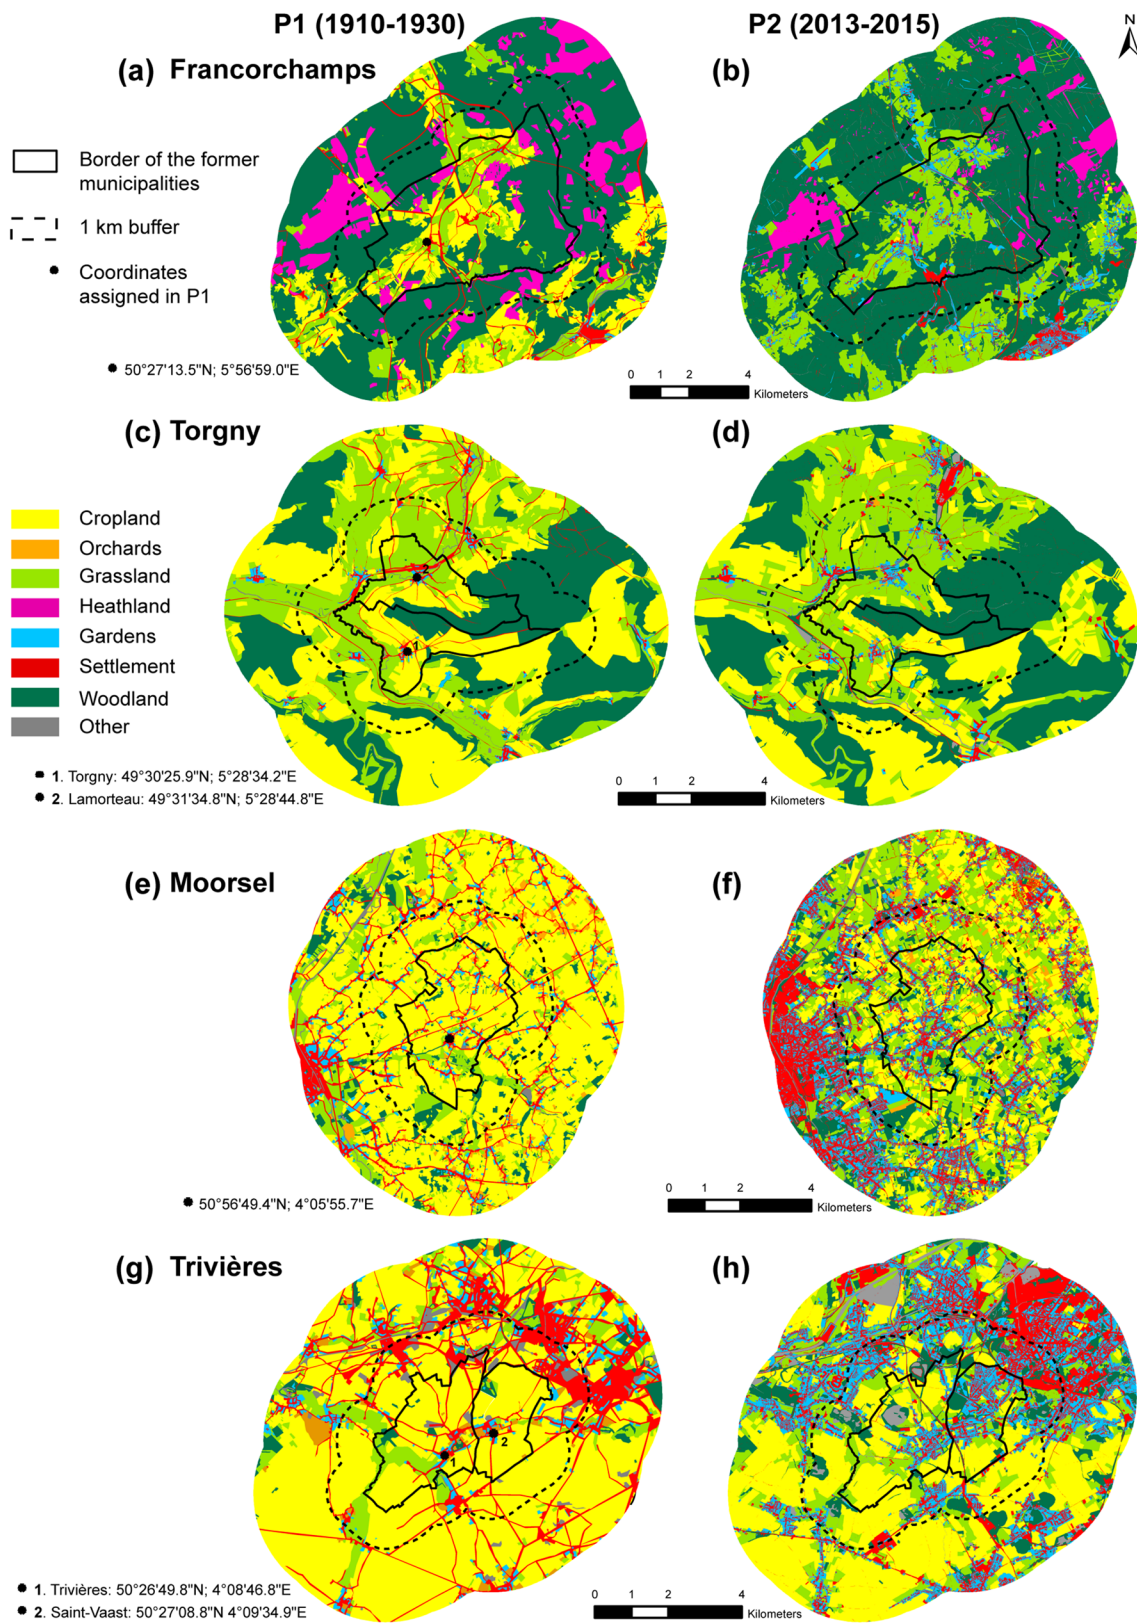 P1 (1910-1930)
P2 (2013-2015)
N
(a) Francorchamps
(b)
Border of the former
municipalities
1 km buffer
Coordinates
assigned in P1
50°27'13.5"N; 5°56'59.0"E
0 1 2 4
Kilometers
(c) Torgny
(d)
Cropland
Orchards
Grassland
Heathland
Gardens
Settlement
Woodland
Other
2
1
1. Torgny: 49°30'25.9"N; 5°28'34.2"E
2. Lamorteau: 49°31'34.8"N; 5°28'44.8"E
0 1 2 4
Kilometers
(e) Moorsel
(f)
50°56'49.4"N; 4°05'55.7"E
0 1 2 4
Kilometers
(g) Trivières
(h)
2
1
1. Trivières: 50°26'49.8"N; 4°08'46.8"E
2. Saint-Vaast: 50°27'08.8"N 4°09'34.9"E
0 1 2 4
Kilometers